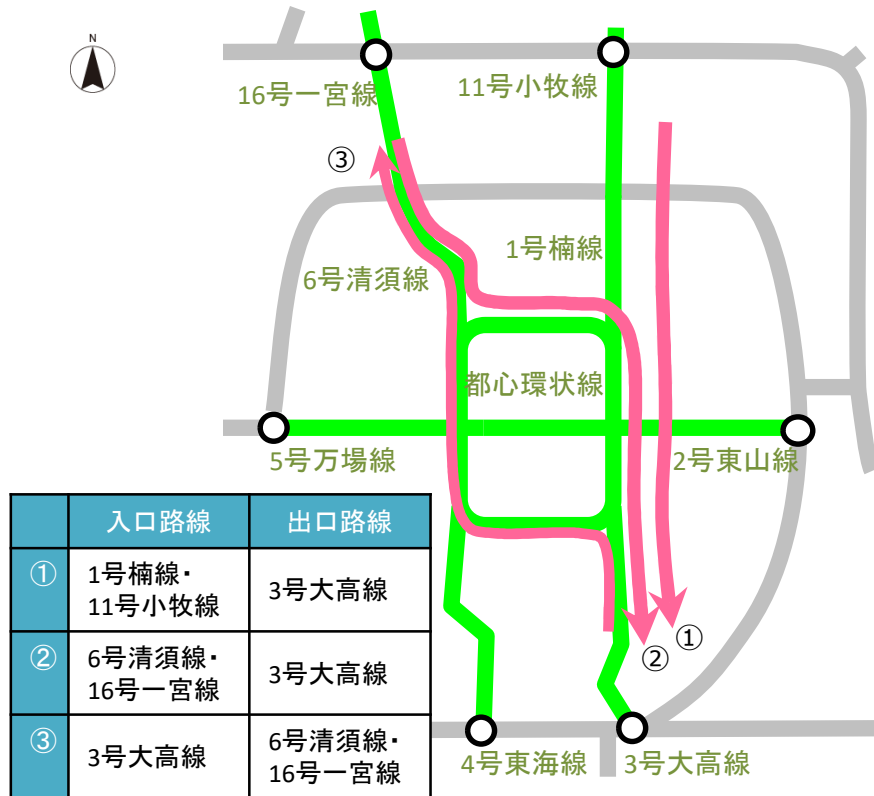 N
16号一宮線
11号小牧線
③
1号楠線
6号清須線
都心環状線
5号万場線
2号東山線
入口路線 出口路線
① 1号楠線・
11号小牧線
3号大高線
② 6号清須線・
16号一宮線
3号大高線
③ 3号大高線
6号清須線・
16号一宮線
①
②
4号東海線
3号大高線